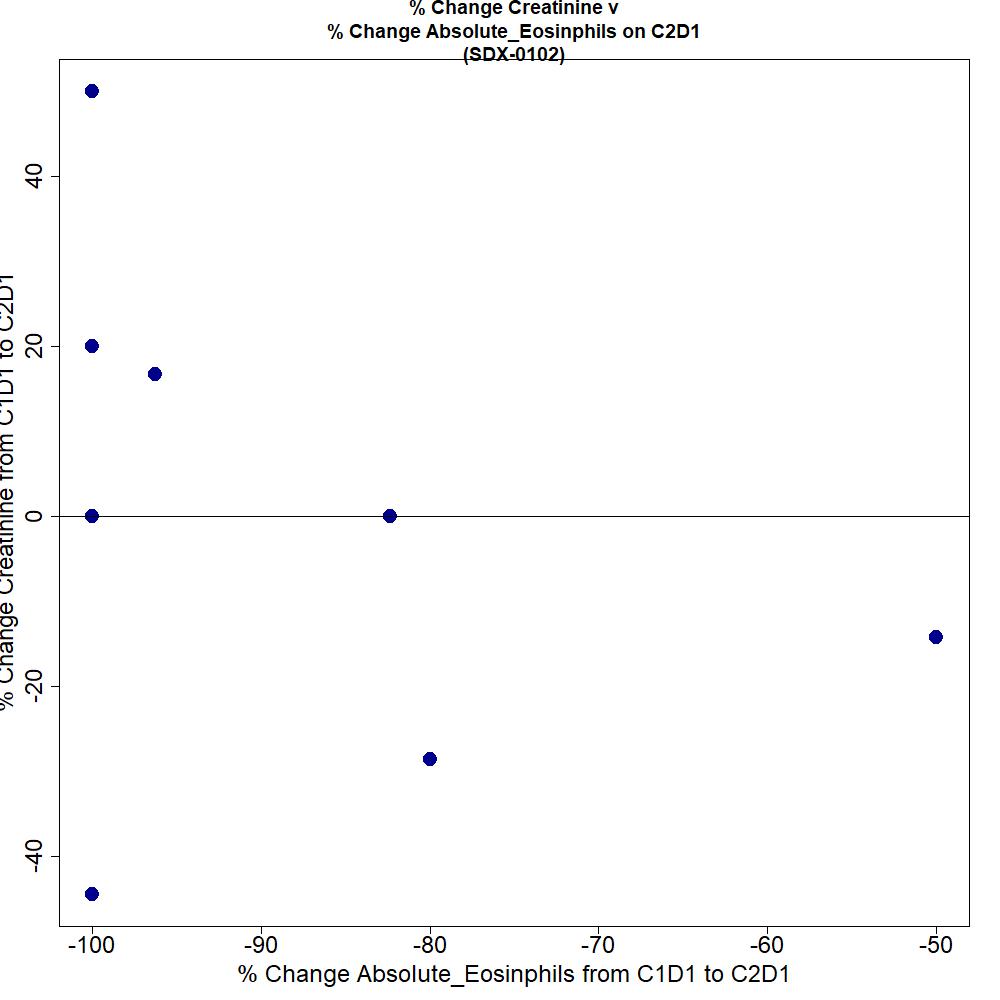 % Change Creatinine v
% Change Absolute_Eosinphils on C2D1
(SDX-0102)
% Change Creatinine from C1D1 to C2D1
40
20
0
-20
-40
-100
-90
-80
-70
-60
-50
% Change Absolute_Eosinphils from C1D1 to C2D1